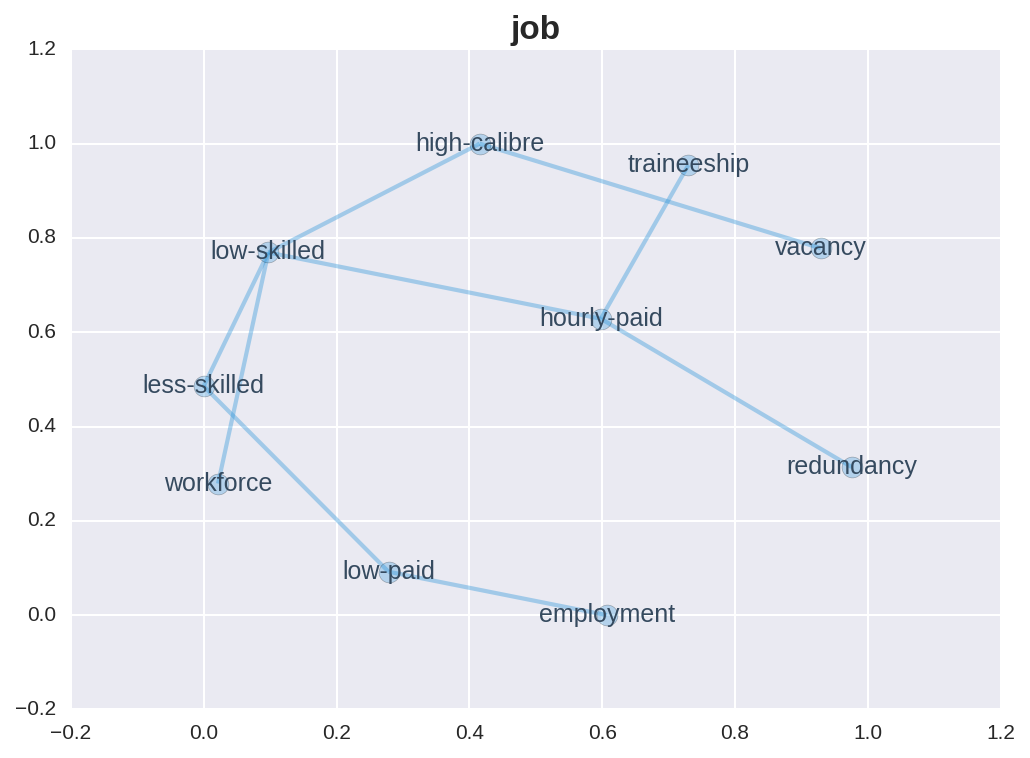 job
1.2
1.0
0.8
0.6
0.4
0.2
0.0
−0.2
−0.2
0.0
0.2
0.4
0.6
0.8
1.0
1.2
high-calibre
traineeship
low-skilled
vacancy
hourly-paid
less-skilled
redundancy
workforce
low-paid
employment